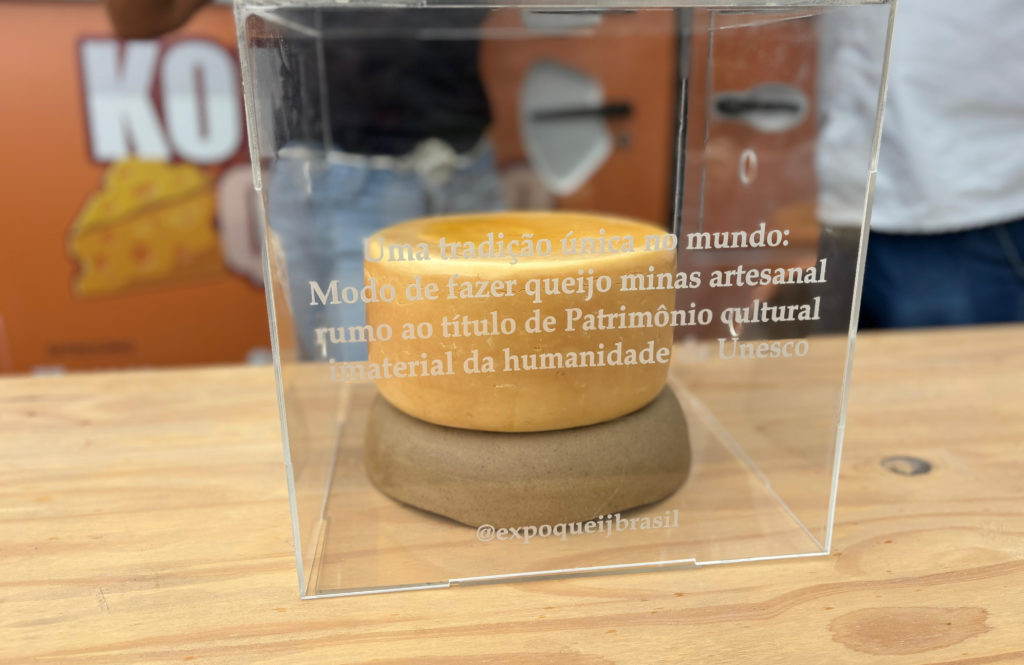 KO
Uma tradição única no mundo:
Modo de fazer queijo minas artesanal
rumo ao título de Patrimônio cultural
imaterial da humanidade da Unesco
@expoqueijbrasil